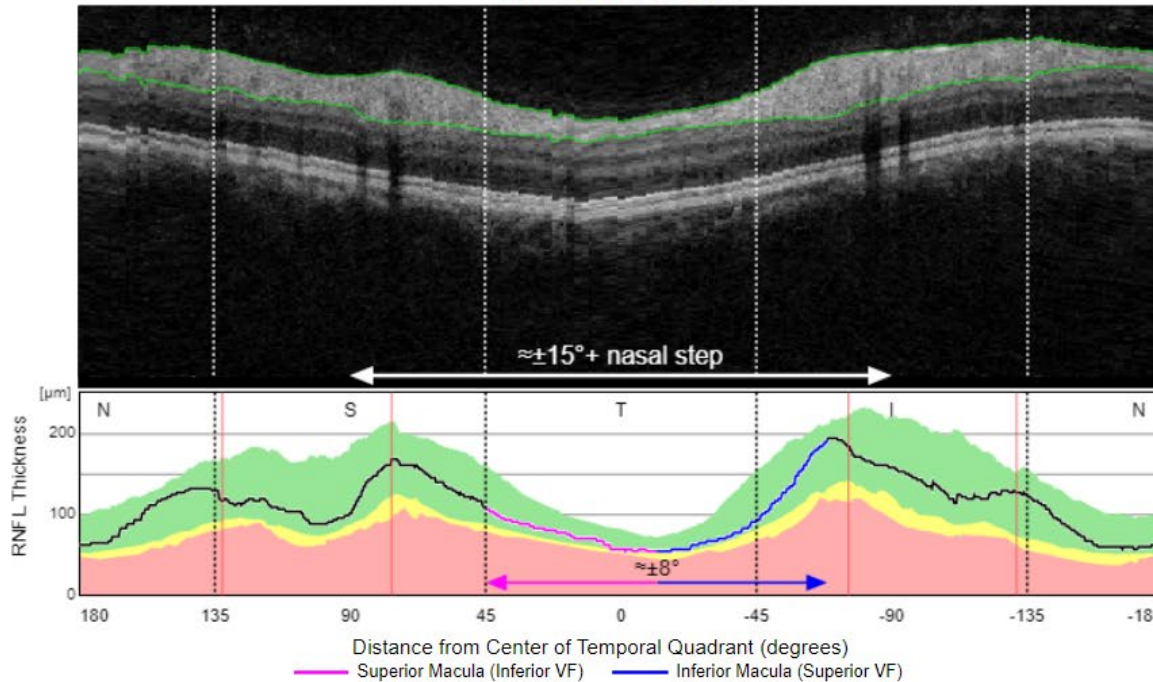 ≈±15°+ nasal step
[µm]
N S T I N
200
100
0
RNF L Thickness
≈±8°
180 135 90 45 0 -45 -90 -135 -18
Distance from Center of Temporal Quadrant (degrees)
Superior Macula (Inferior VF) Inferior Macula (Superior VF)